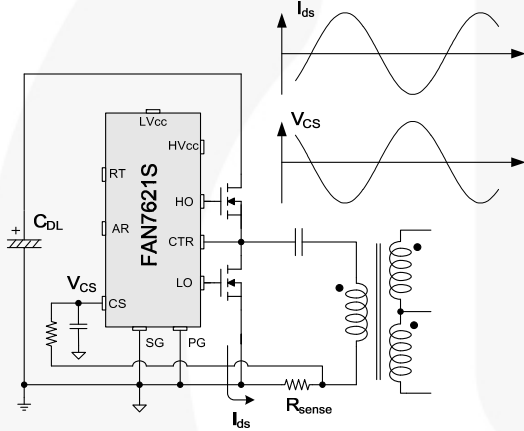 Ids
VCS
LVcc
HVcc
RT
HO
AR
CTR
LO
CS
SG
PG
FAN7621S
+
CDL
VCS
Rsense
Ids